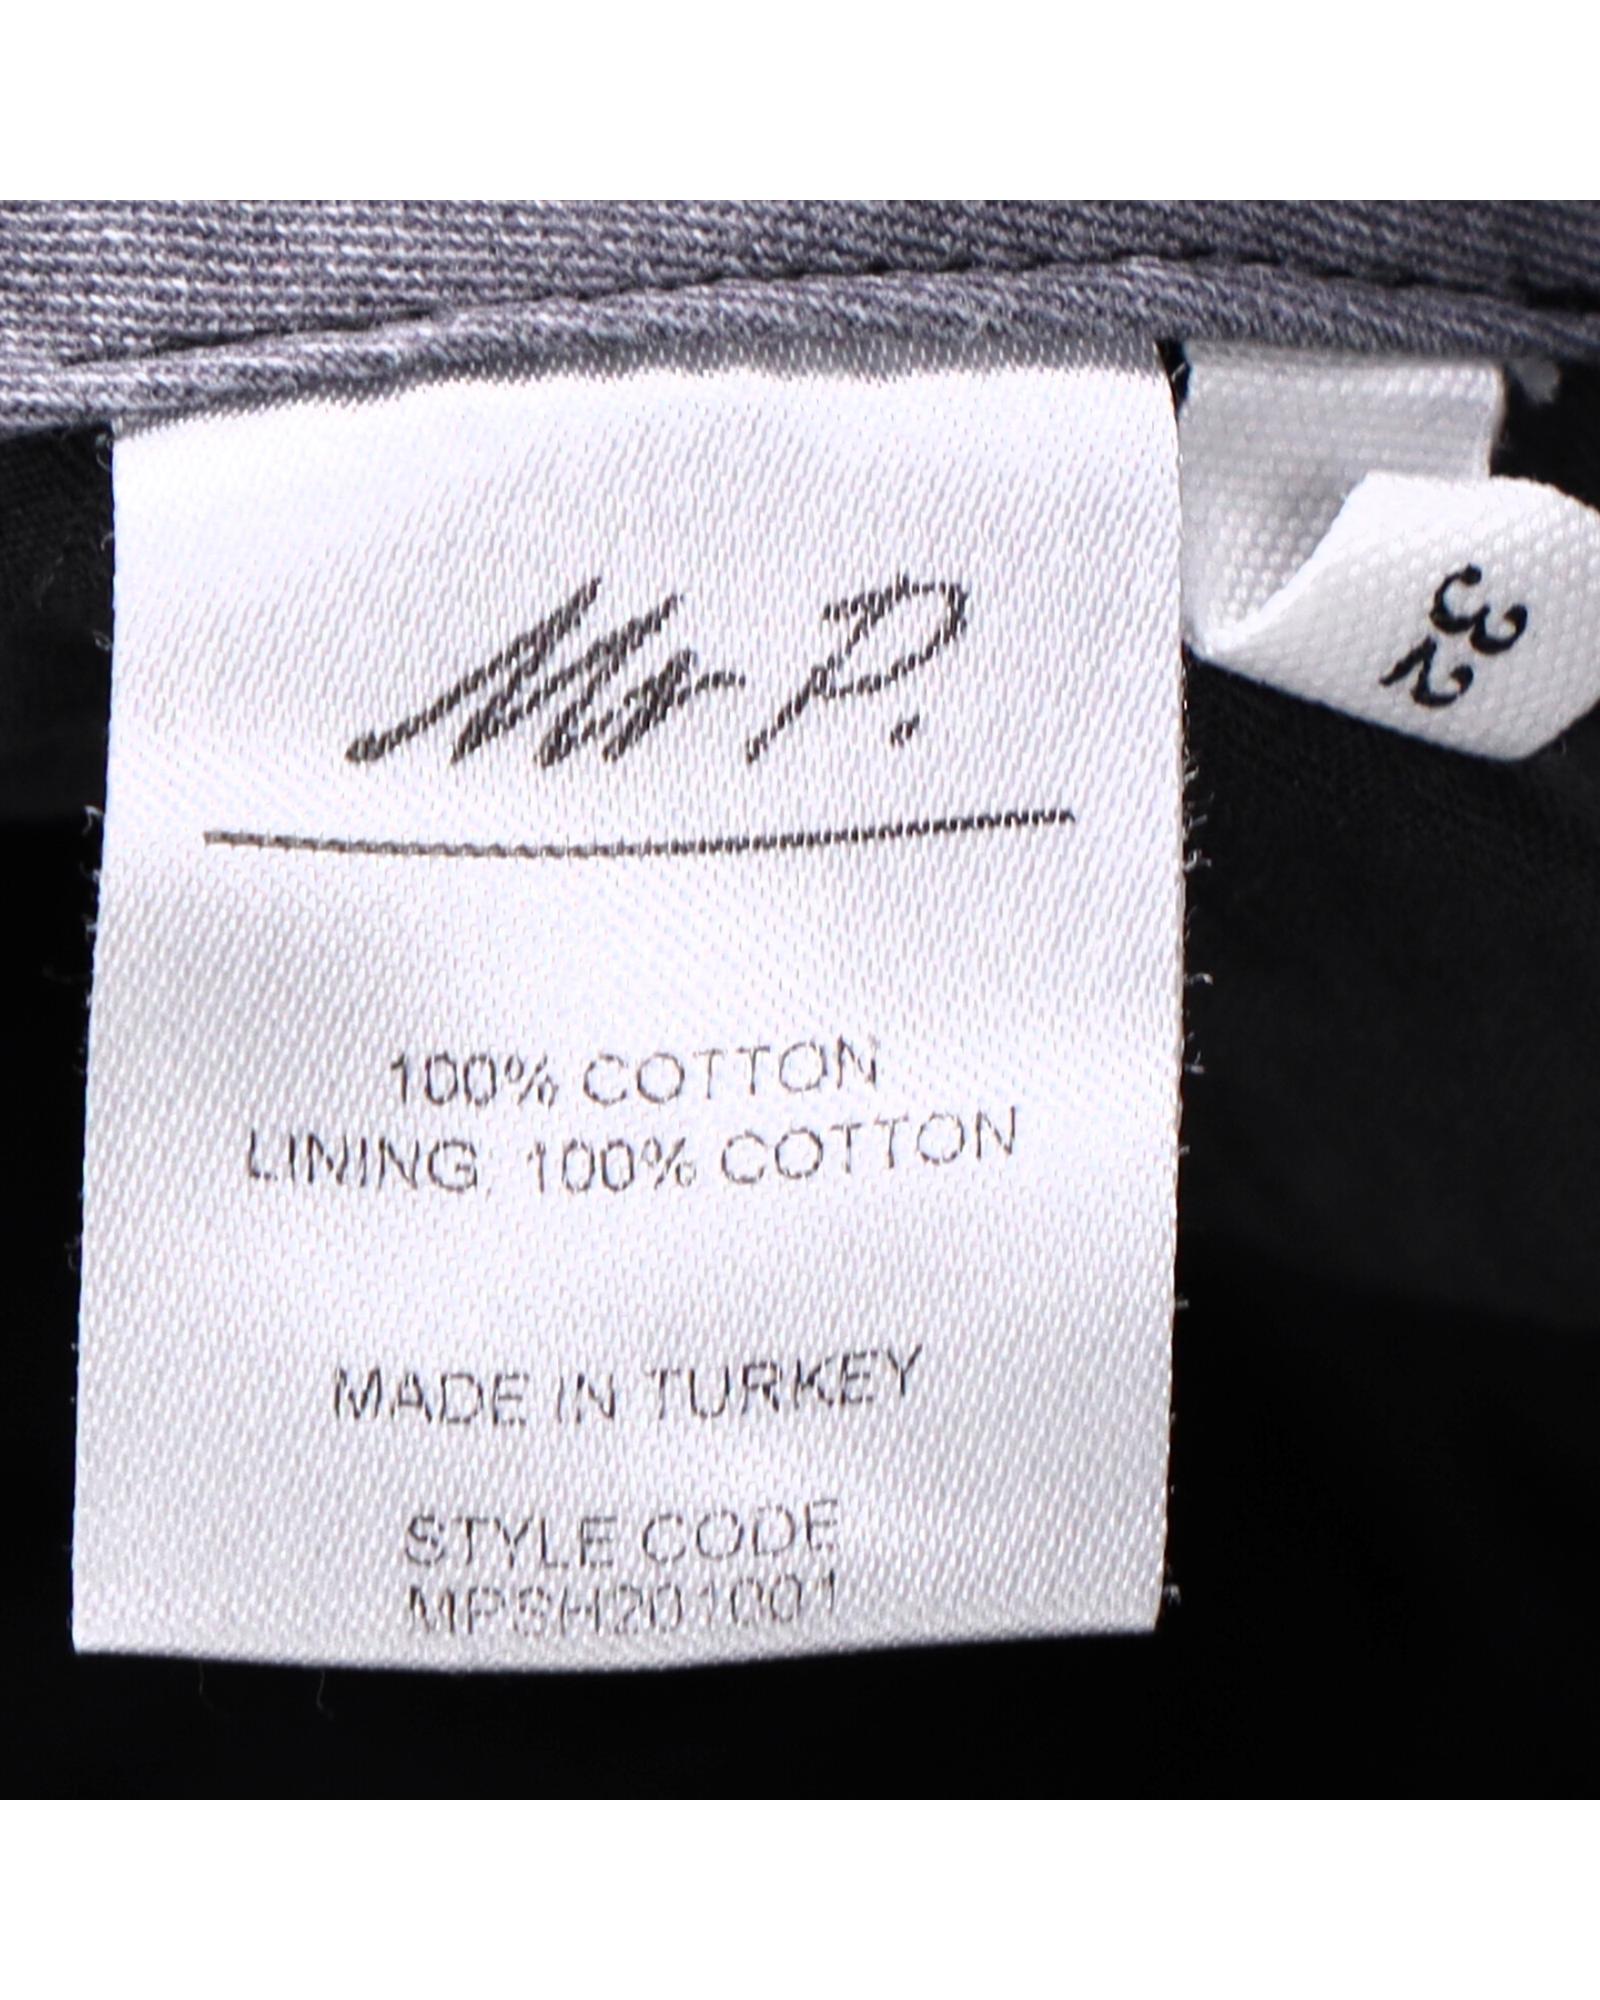 Mr P.
32
100% COTTON
LINING: 100% COTTON
MADE IN TURKEY
STYLE CODE
MPSH201001